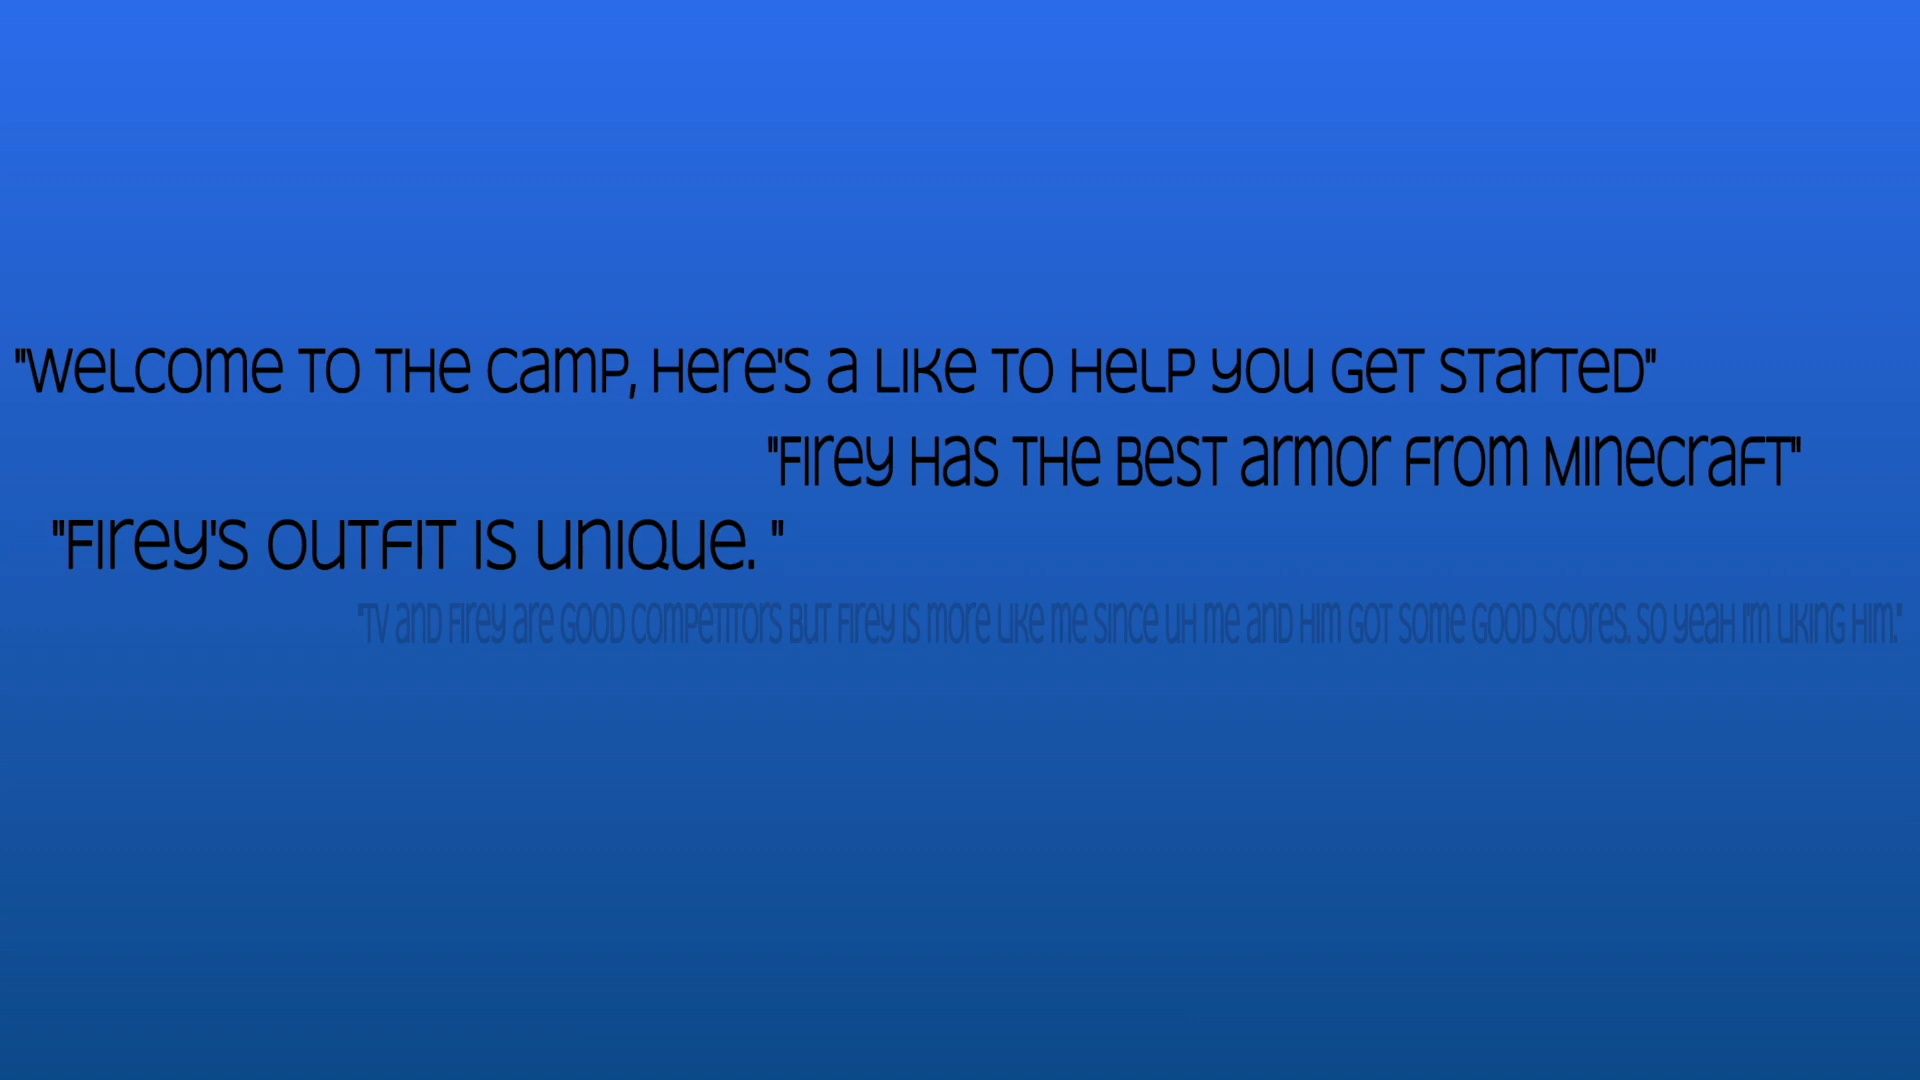 "Welcome to the camp, here's a like to help you get started"
"Firey has the best armor from Minecraft"
"Firey's outfit is unique. "
"TV and Firey are good competitors but Firey is more like me since uh me and him got some good scores. So yeah I'm liking him."